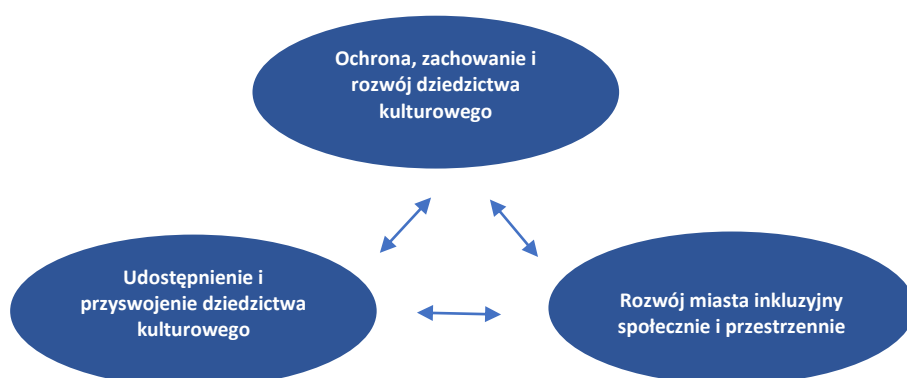 Ochrona, zachowanie i
rozwój dziedzictwa
kulturowego
Udostępnienie i
przyswojenie dziedzictwa
kulturowego
Rozwój miasta inkluzyjny
społecznie i przestrzennie